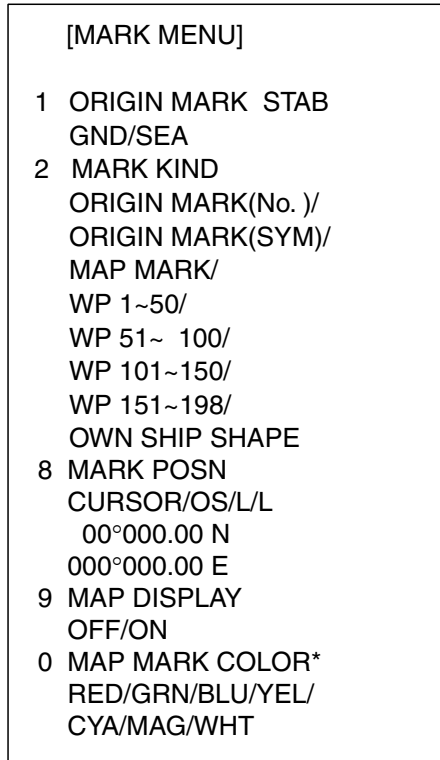 [MARK MENU]
1 ORIGIN MARK STAB
GND/SEA
2 MARK KIND
ORIGIN MARK(No. )/
ORIGIN MARK(SYM)/
MAP MARK/
WP 1~50/
WP 51~ 100/
WP 101~150/
WP 151~198/
OWN SHIP SHAPE
8 MARK POSN
CURSOR/OS/L/L
00°000.00 N
000°000.00 E
9 MAP DISPLAY
OFF/ON
0 MAP MARK COLOR*
RED/GRN/BLU/YEL/
CYA/MAG/WHT